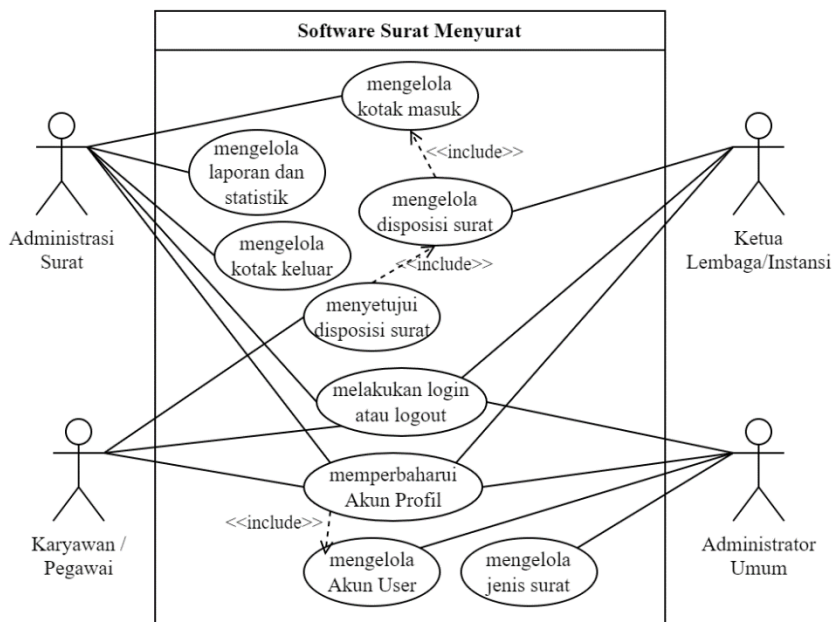 Software Surat Menyurat
mengelola
kotak masuk
<<include>>
mengelola
laporan dan
statistik
mengelola
disposisi surat
Administrasi
Surat
Ketua
Lembaga/Instansi
mengelola
kotak keluar
<<include>>
menyetujui
disposisi surat
melakukan login
atau logout
memperbaharui
Akun Profil
<<include>>
Karyawan /
Pegawai
mengelola
Akun User
mengelola
jenis surat
Administrator
Umum